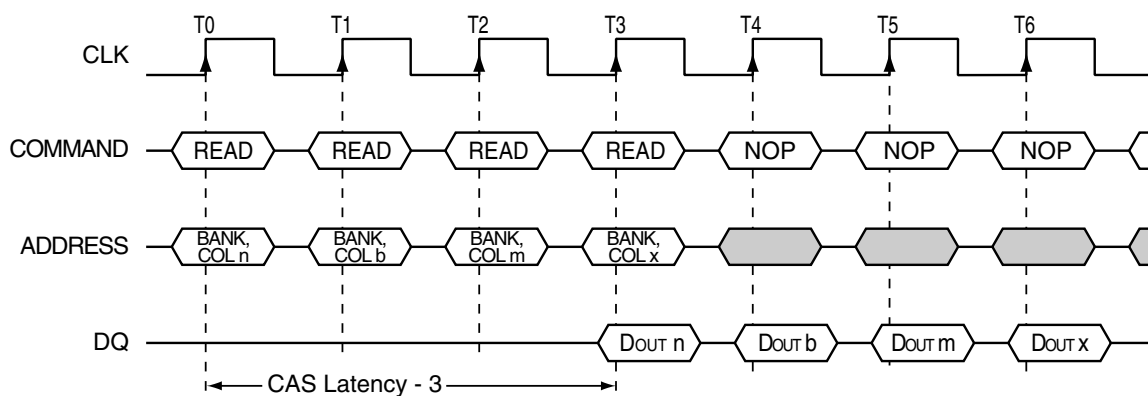 T0 T1 T2 T3 T4 T5 T6
CLK
COMMAND READ READ READ READ NOP NOP NOP
ADDRESS BANK, COL n BANK, COL b BANK, COL m BANK, COL x
DQ DOUT n DOUT b DOUT m DOUT x
CAS Latency - 3